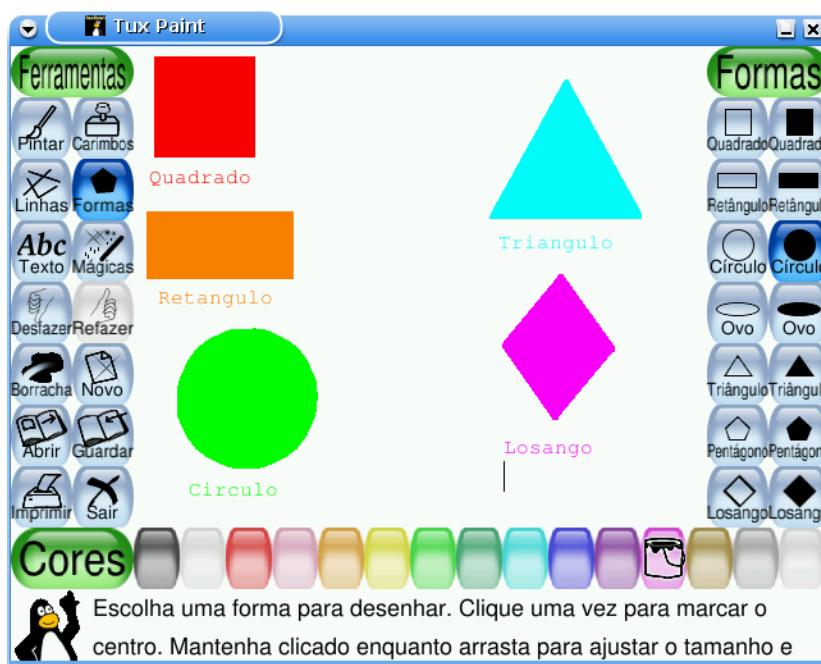 Tux Paint
Ferramentas
Formas
Pintar Carimbos
Linhas Formas
Abc
Texto Mágicas
Desfazer Refazer
Borracha Novo
Abrir Guardar
Imprimir Sair
Quadrado
Retangulo
Circulo
Triangulo
Losango
Quadrado Quadrad
Retângulo Retângul
Círculo Círculo
Ovo Ovo
Triângulo Triângul
Pentágono Pentágon
Losango Losang
Cores
Escolha uma forma para desenhar. Clique uma vez para marcar o
centro. Mantenha clicado enquanto arrasta para ajustar o tamanho e